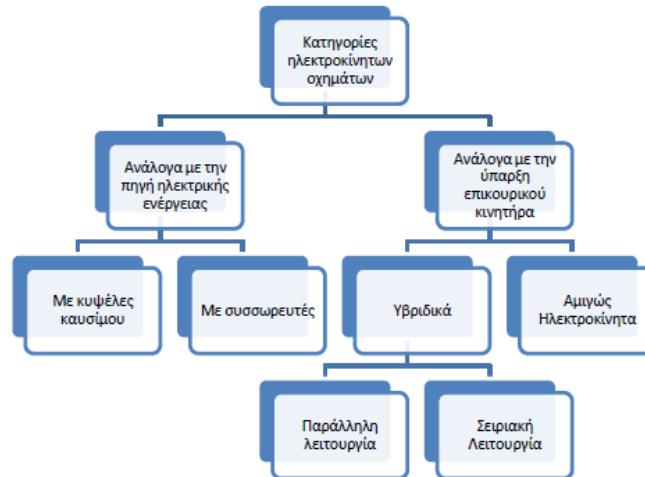 Κατηγορίες
ηλεκτροκίνητων
οχημάτων
Ανάλογα με την
πηγή ηλεκτρικής
ενέργειας
Ανάλογα με την
ύπαρξη
επικουρικού
κινητήρα
Με κυψέλες
καυσίμου
Με συσσωρευτές
Υβριδικά
Αμιγώς
Ηλεκτροκίνητα
Παράλληλη
λειτουργία
Σειριακή
Λειτουργία